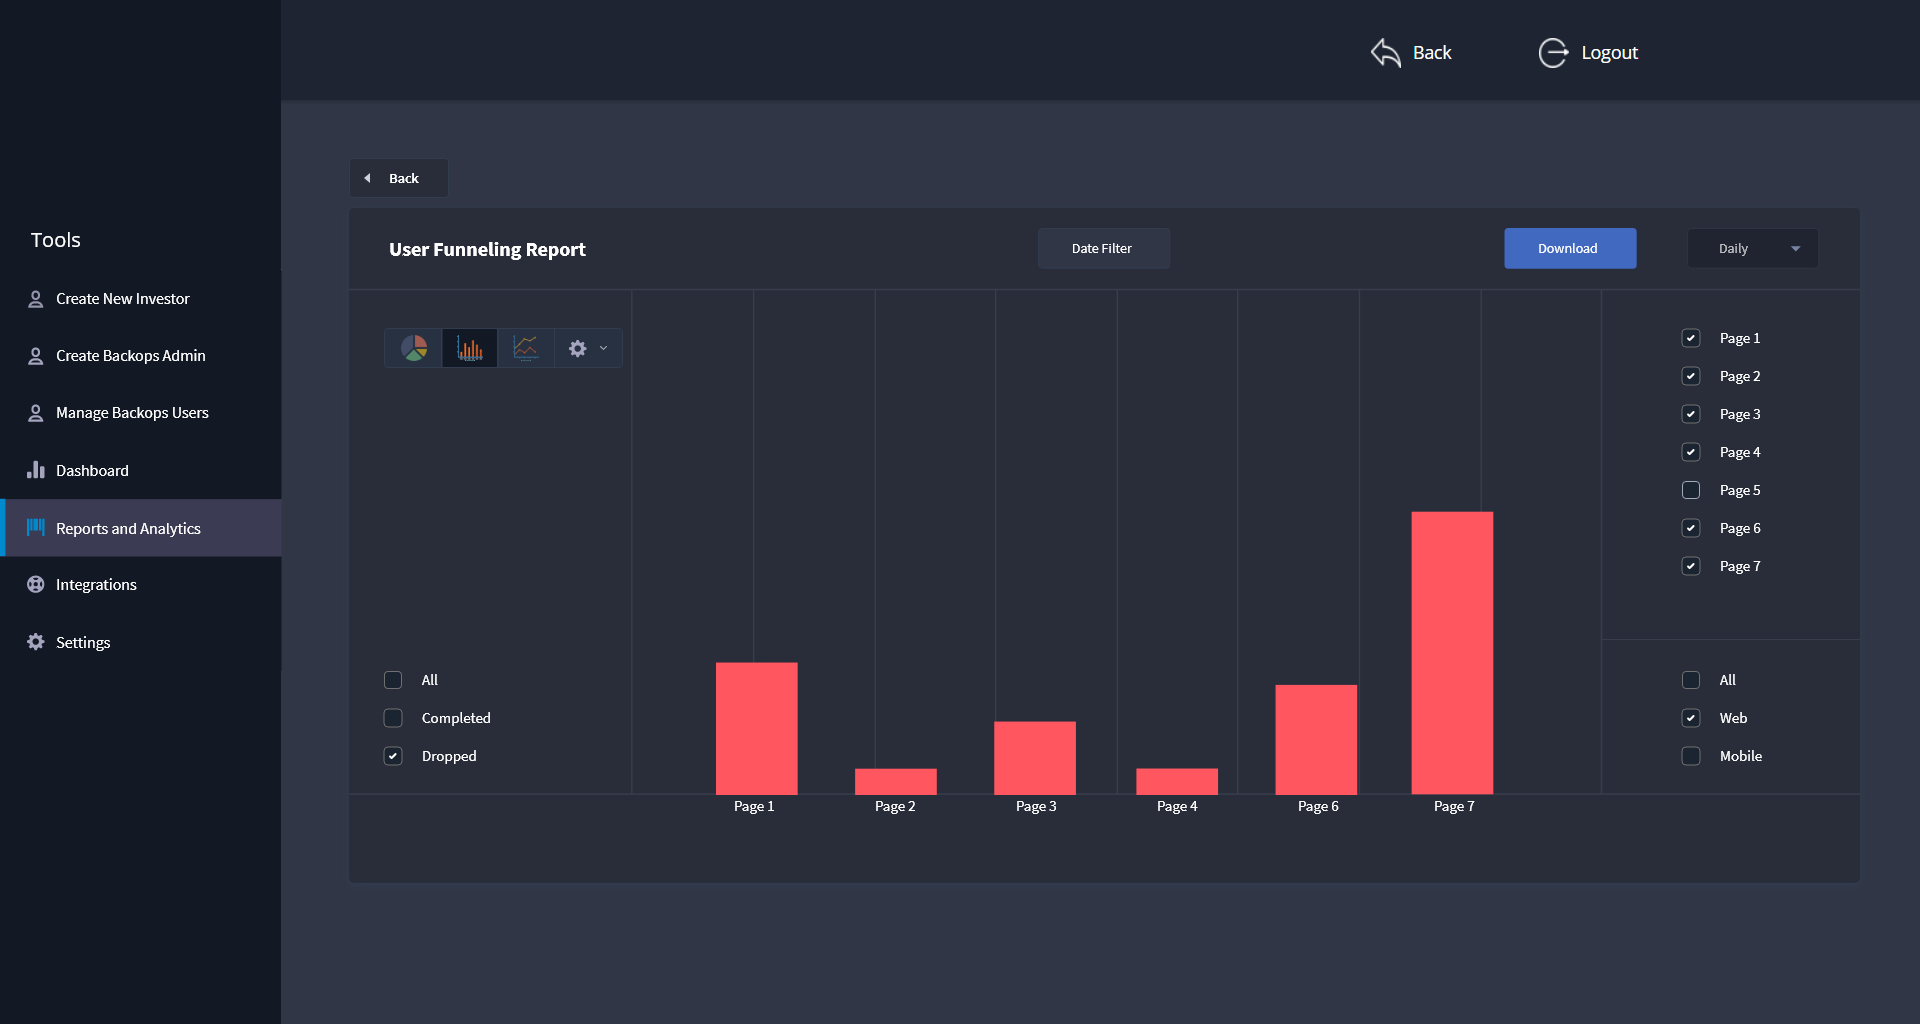 Back
Logout
Back
Tools
User Funneling Report
Date Filter
Download
Daily
Create New Investor
Create Backops Admin
Manage Backops Users
Dashboard
Reports and Analytics
Integrations
Settings
Page 1
Page 2
Page 3
Page 4
Page 5
Page 6
Page 7
All
Completed
Dropped
All
Web
Mobile
Page 1
Page 2
Page 3
Page 4
Page 6
Page 7